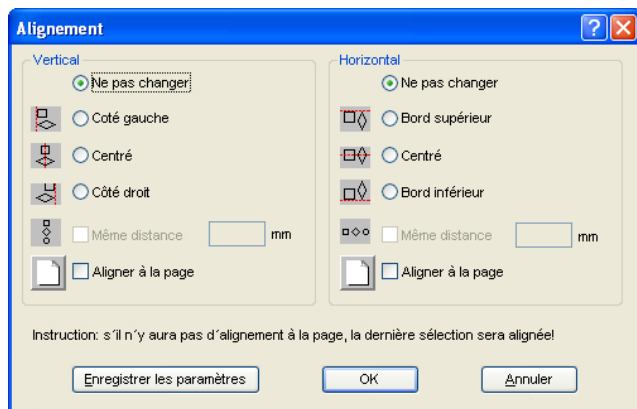 Alignement
Vertical
Ne pas changer
Coté gauche
Centré
Côté droit
Même distance mm
Aligner à la page
Horizontal
Ne pas changer
Bord supérieur
Centré
Bord inférieur
Même distance mm
Aligner à la page
Instruction: s´il n´y aura pas d´alignement à la page, la dernière sélection sera alignée!
Enregistrer les paramètres
OK
Annuler